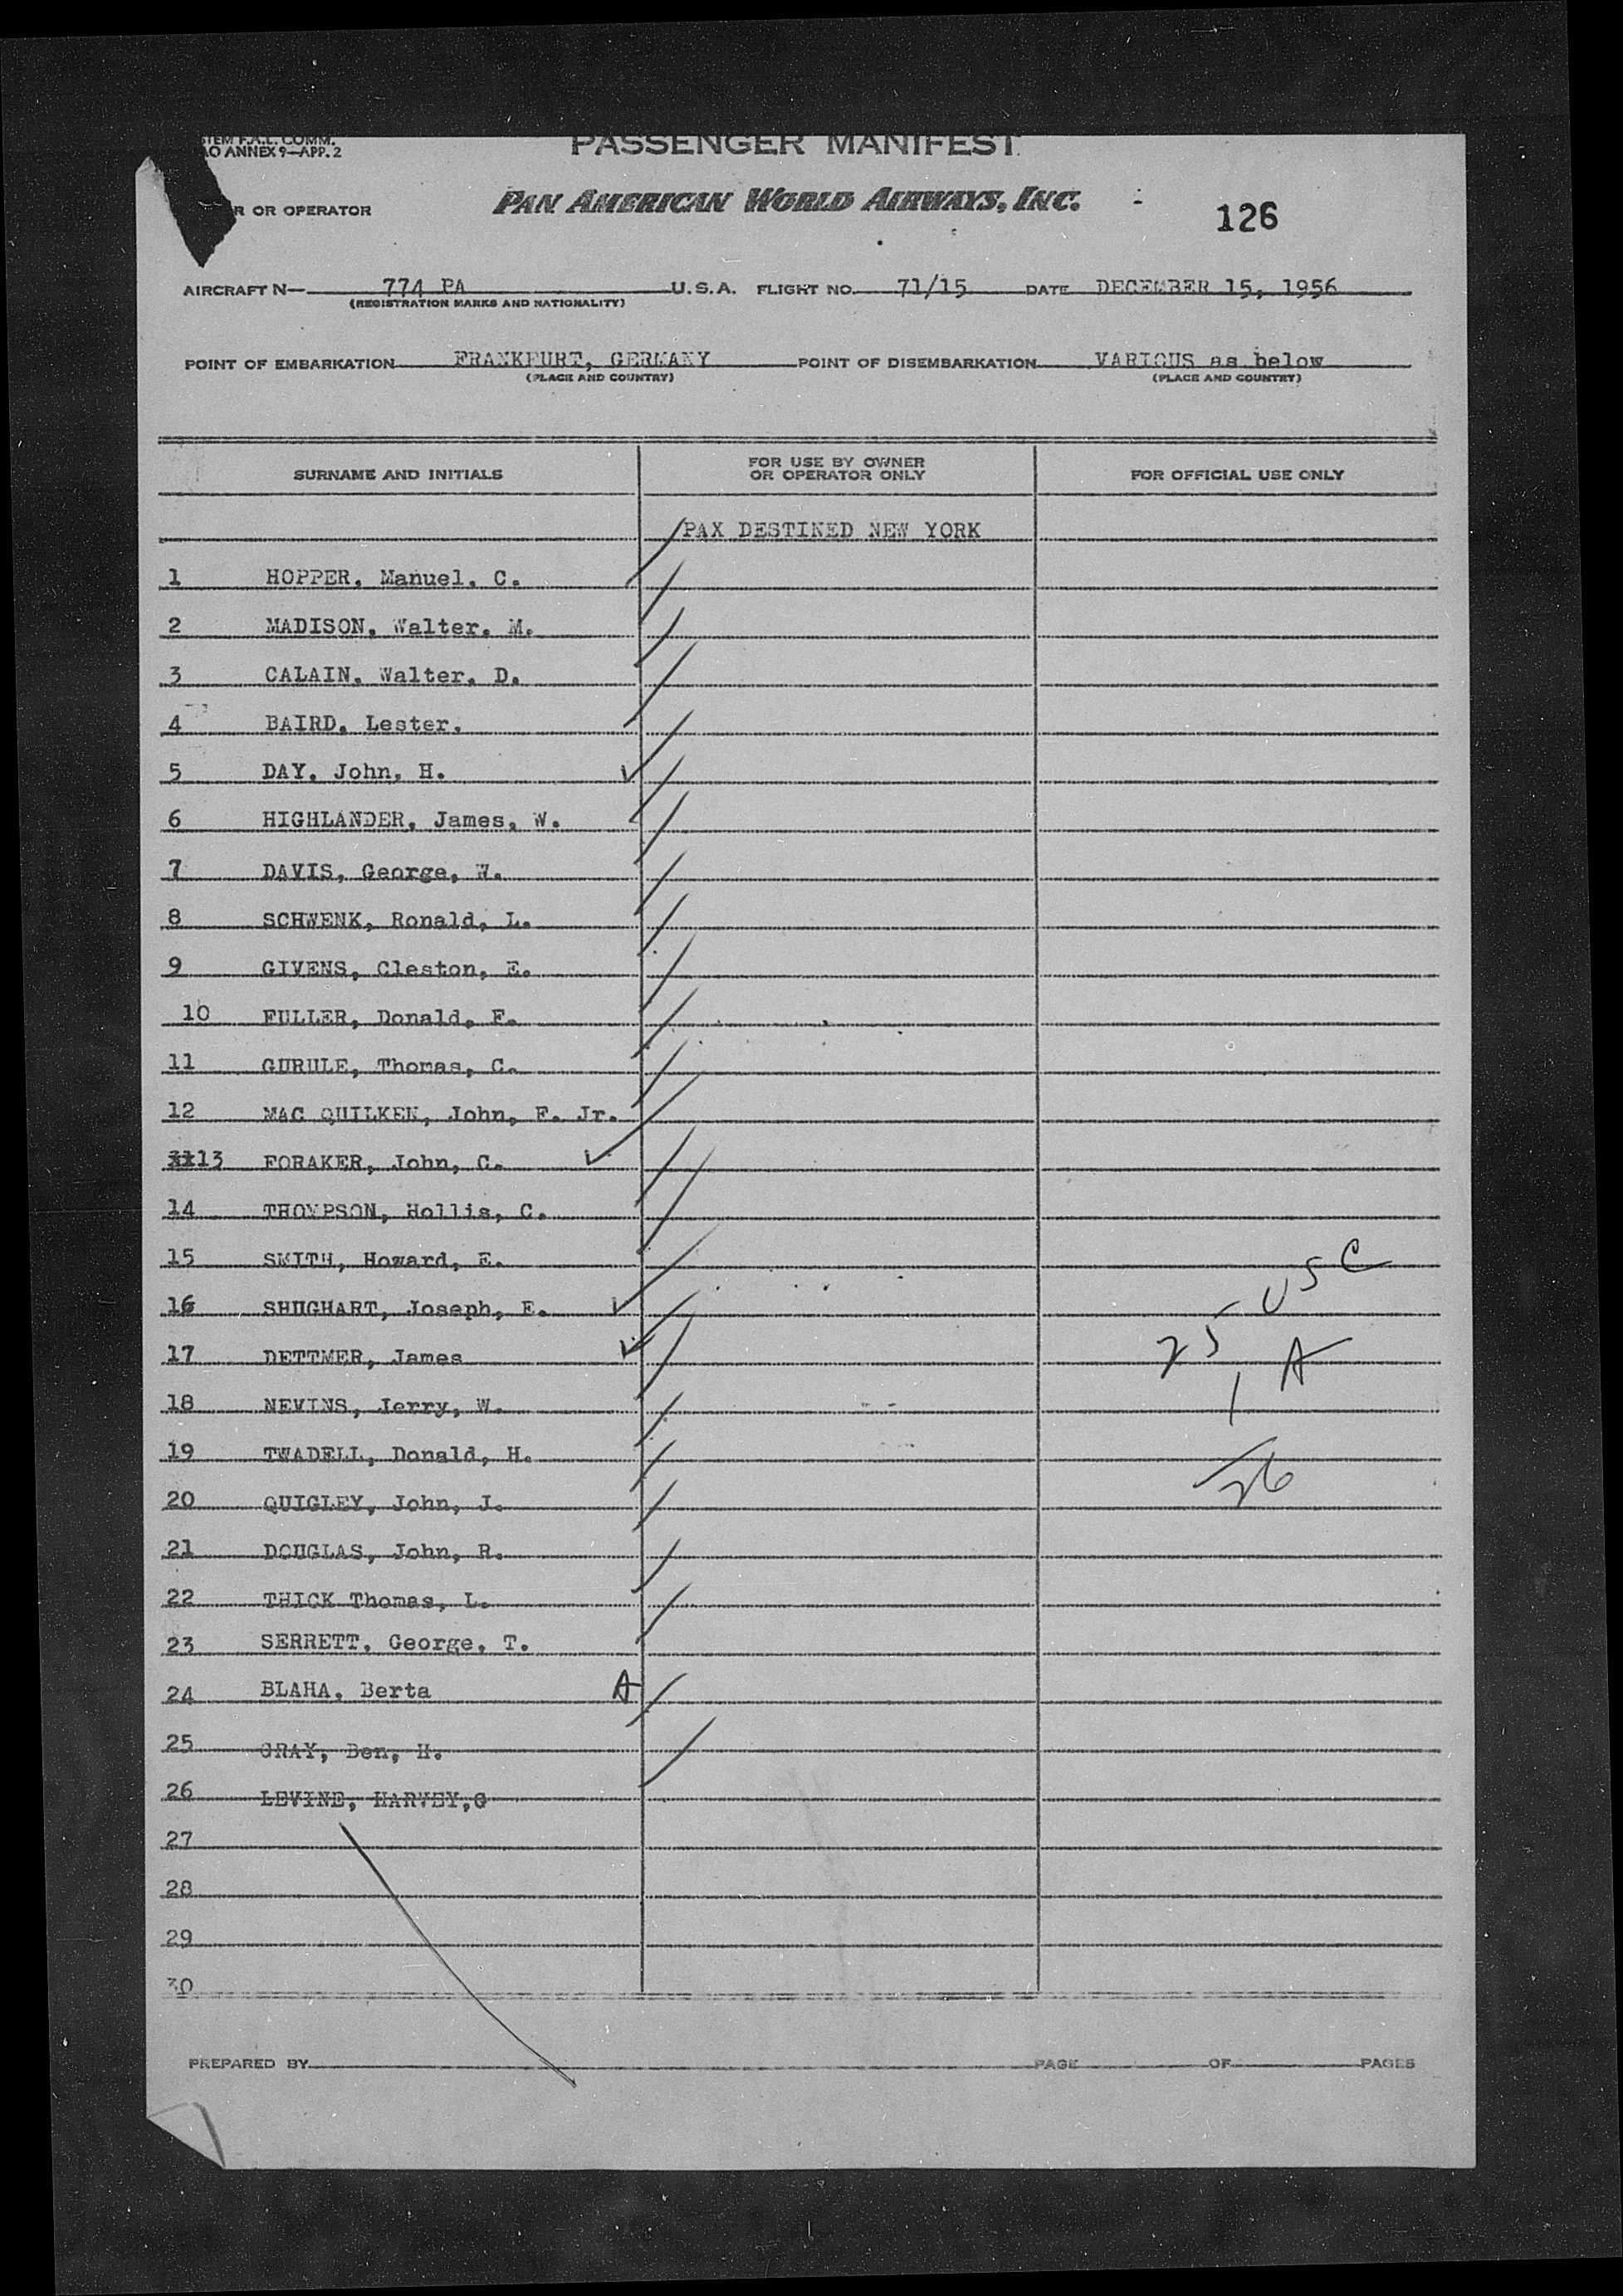 STEM F.A.L. COMM.
AO ANNEX 9—APP. 2
PASSENGER MANIFEST
R OR OPERATOR
PAN AMERICAN WORLD AIRWAYS, INC.
126
AIRCRAFT N— 774 PA U.S.A. FLIGHT NO. 71/15 DATE DECEMBER 15, 1956
(REGISTRATION MARKS AND NATIONALITY)
POINT OF EMBARKATION FRANKFURT, GERMANY POINT OF DISEMBARKATION VARIOUS as below
(PLACE AND COUNTRY) (PLACE AND COUNTRY)
SURNAME AND INITIALS
FOR USE BY OWNER
OR OPERATOR ONLY
FOR OFFICIAL USE ONLY
PAX DESTINED NEW YORK
1 HOPPER, Manuel, C.
2 MADISON, Walter, M.
3 CALAIN, Walter, D.
4 BAIRD, Lester.
5 DAY, John, H.
6 HIGHLANDER, James, W.
7 DAVIS, George, W.
8 SCHWENK, Ronald, L.
9 GIVENS, Cleston, E.
10 FULLER, Donald, F.
11 GURULE, Thomas, C.
12 MAC QUILKEN, John, F. Jr.
13 FORAKER, John, C.
14 THOMPSON, Hollis, C.
15 SMITH, Howard, E.
16 SHUGHART, Joseph, E.
17 DETTMER, James
18 NEVINS, Jerry, W.
19 TWADELL, Donald, H.
20 QUIGLEY, John, J.
21 DOUGLAS, John, R.
22 THICK Thomas, L.
23 SERRETT, George, T.
24 BLAHA, Berta A
25 GRAY, Ben, H.
26 LEVINE, HARVEY,G
27
28
29
30
25 USC
1 A
26
PREPARED BY PAGE OF PAGES